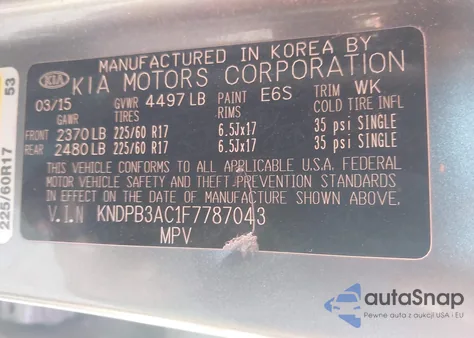 MANUFACTURED IN KOREA BY
KIA KIA MOTORS CORPORATION
03/15 GVWR 4497 LB PAINT E6S TRIM WK
GAWR TIRES RIMS COLD TIRE INFL
FRONT 2370 LB 225/60 R17 6.5Jx17 35 psi SINGLE
REAR 2480 LB 225/60 R17 6.5Jx17 35 psi SINGLE
THIS VEHICLE CONFORMS TO ALL APPLICABLE U.S.A. FEDERAL
MOTOR VEHICLE SAFETY AND THEFT PREVENTION STANDARDS
IN EFFECT ON THE DATE OF MANUFACTURE SHOWN ABOVE.
V.I.N KNDPB3AC1F7787043
MPV
225/60R17 53
autoSnap
Pewne auta z aukcji USA i EU